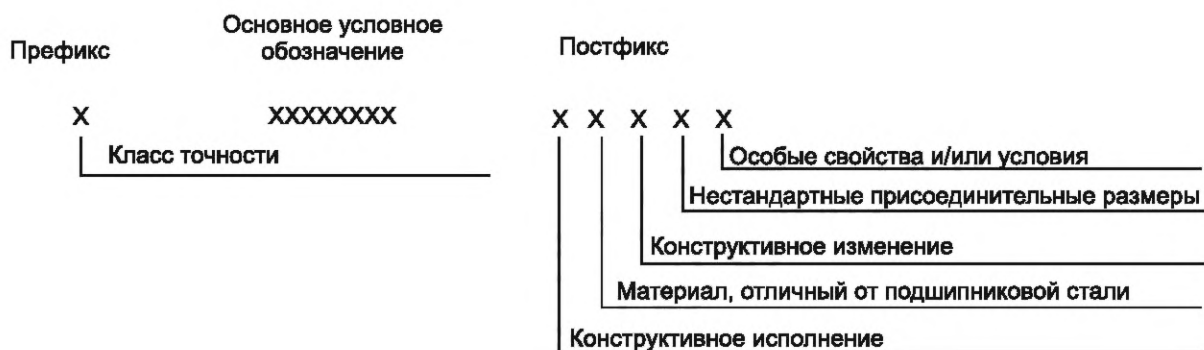 Префикс
Основное условное
обозначение
Постфикс
X
XXXXXXXX
X X X X X
Класс точности
Особые свойства и/или условия
Нестандартные присоединительные размеры
Конструктивное изменение
Материал, отличный от подшипниковой стали
Конструктивное исполнение